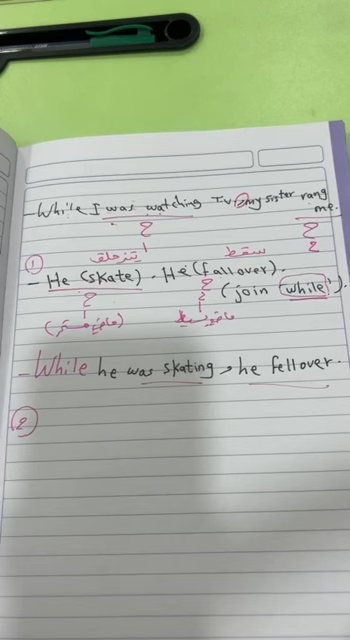 - While I was watching T.v, my sister rang
me.
يتزحلق سقط
① - He (skate). He (fall over).
(join while).
(ماضي مستمر) ماضي بسيط
- While he was skating, he fell over.
②